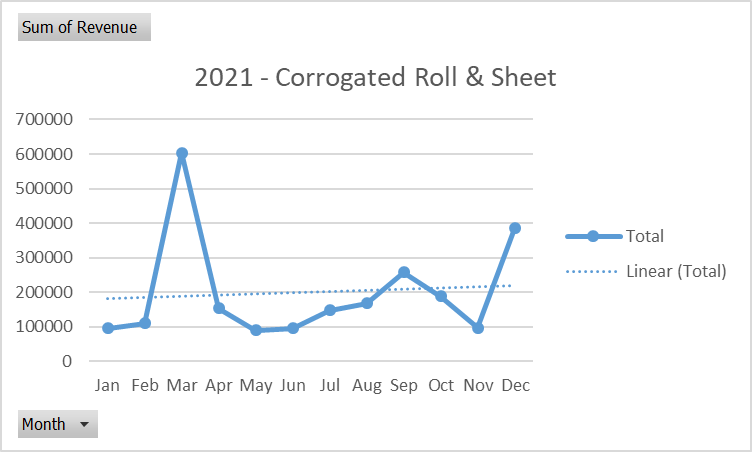 Sum of Revenue
2021 - Corrogated Roll & Sheet
700000
600000
500000
400000
300000
200000
100000
0
Total
Linear (Total)
Jan Feb Mar Apr May Jun Jul Aug Sep Oct Nov Dec
Month